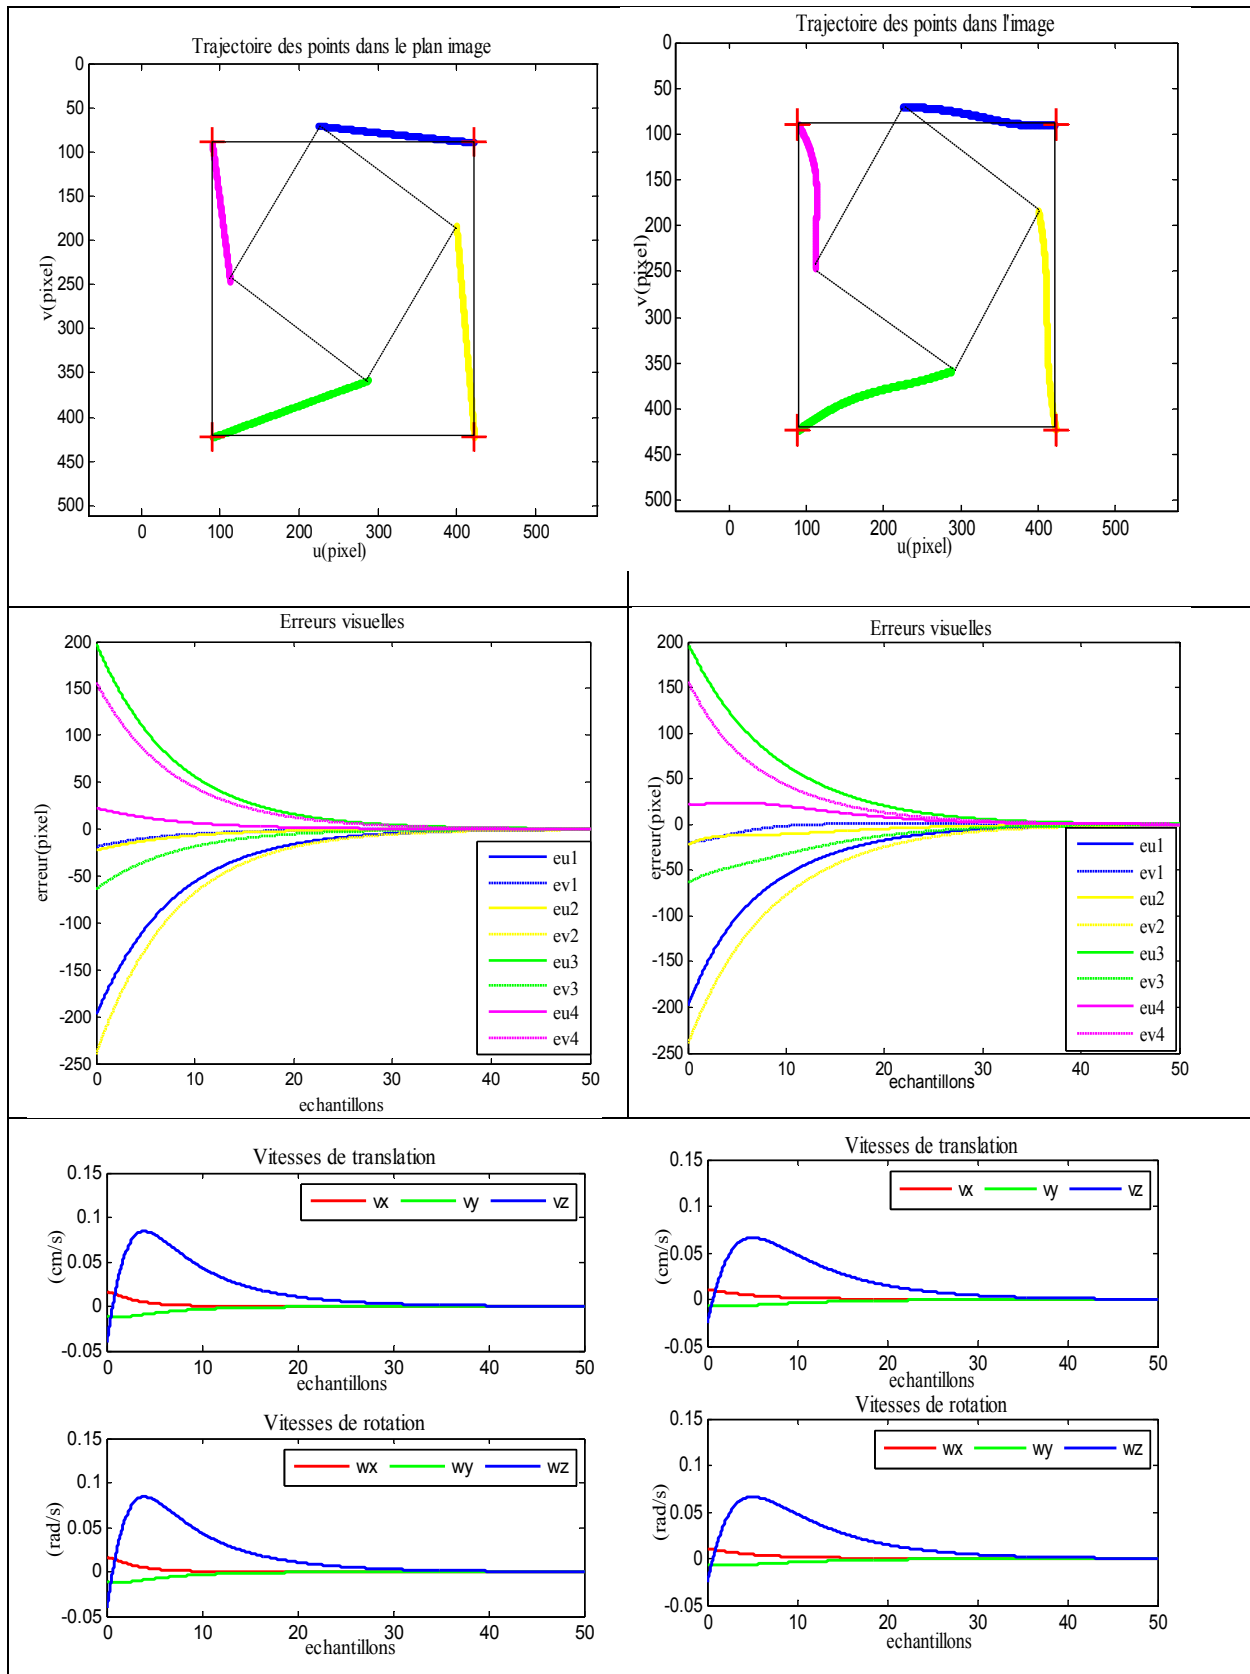 Trajectoire des points dans le plan image
0
50
100
150
200
250
300
350
400
450
500
v(pixel)
0 100 200 300 400 500
u(pixel)
Trajectoire des points dans l'image
0
50
100
150
200
250
300
350
400
450
500
v(pixel)
0 100 200 300 400 500
u(pixel)
Erreurs visuelles
200
150
100
50
0
-50
-100
-150
-200
-250
erreur(pixel)
eu1
ev1
eu2
ev2
eu3
ev3
eu4
ev4
0 10 20 30 40 50
echantillons
Erreurs visuelles
200
150
100
50
0
-50
-100
-150
-200
-250
erreur(pixel)
eu1
ev1
eu2
ev2
eu3
ev3
eu4
ev4
0 10 20 30 40 50
echantillons
Vitesses de translation
0.15
0.1
0.05
0
-0.05
(cm/s)
vx vy vz
0 10 20 30 40 50
echantillons
Vitesses de translation
0.15
0.1
0.05
0
-0.05
(cm/s)
vx vy vz
0 10 20 30 40 50
echantillons
Vitesses de rotation
0.15
0.1
0.05
0
-0.05
(rad/s)
wx wy wz
0 10 20 30 40 50
echantillons
Vitesses de rotation
0.15
0.1
0.05
0
-0.05
(rad/s)
wx wy wz
0 10 20 30 40 50
echantillons